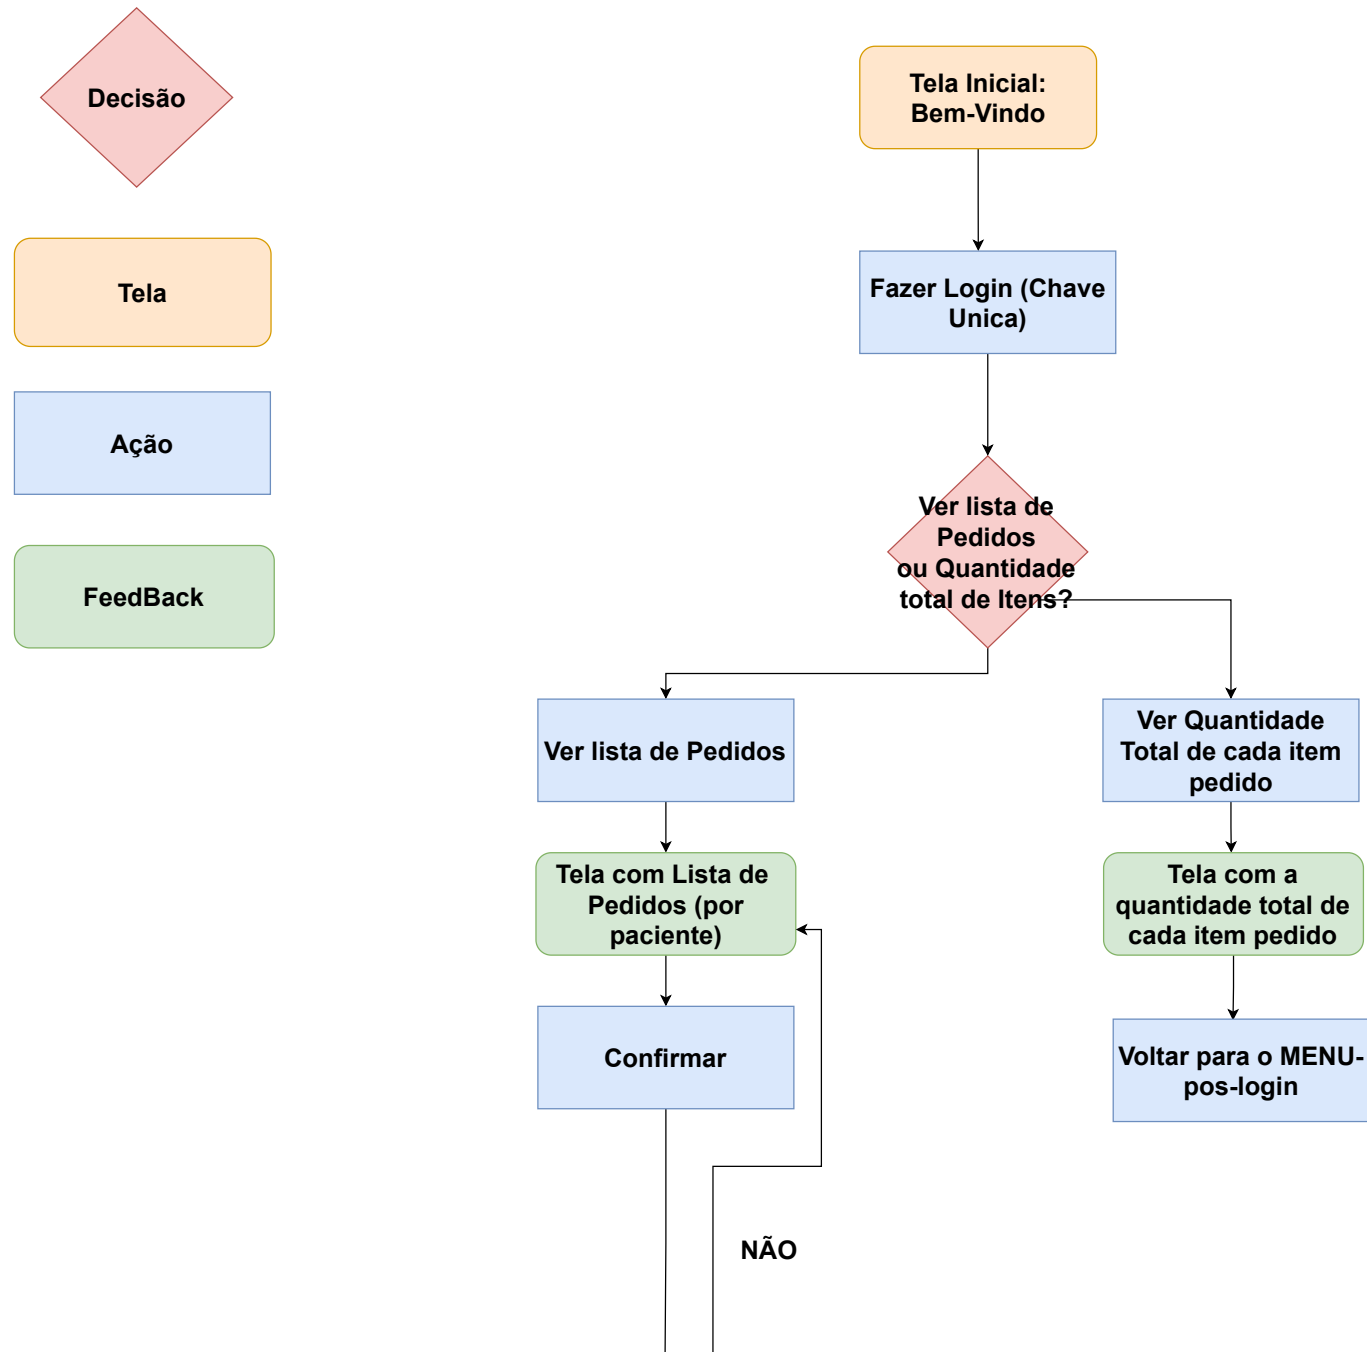 Decisão
Tela
Ação
FeedBack
Tela Inicial:
Bem-Vindo
Fazer Login (Chave
Unica)
Ver lista de
Pedidos
ou Quantidade
total de Itens?
Ver lista de Pedidos
Tela com Lista de
Pedidos (por
paciente)
Confirmar
NÃO
Ver Quantidade
Total de cada item
pedido
Tela com a
quantidade total de
cada item pedido
Voltar para o MENU-
pos-login